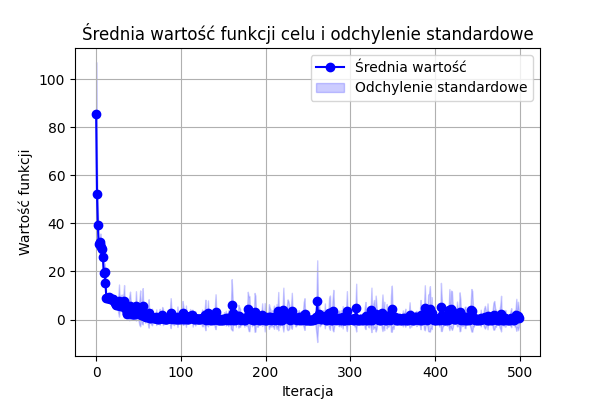 Średnia wartość funkcji celu i odchylenie standardowe
Średnia wartość
Odchylenie standardowe
Wartość funkcji
100
80
60
40
20
0
0 100 200 300 400 500
Iteracja